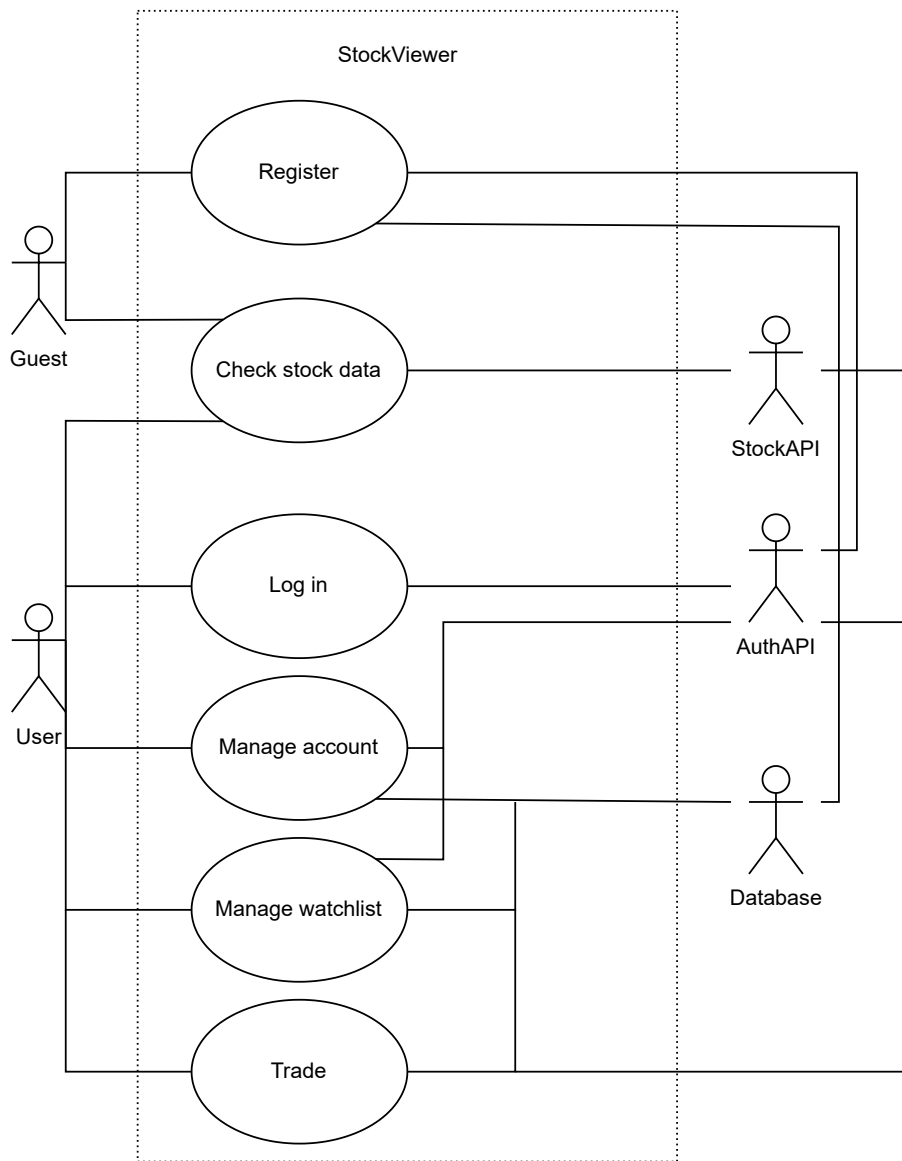 StockViewer
Register
Guest
Check stock data
StockAPI
Log in
AuthAPI
User
Manage account
Database
Manage watchlist
Trade